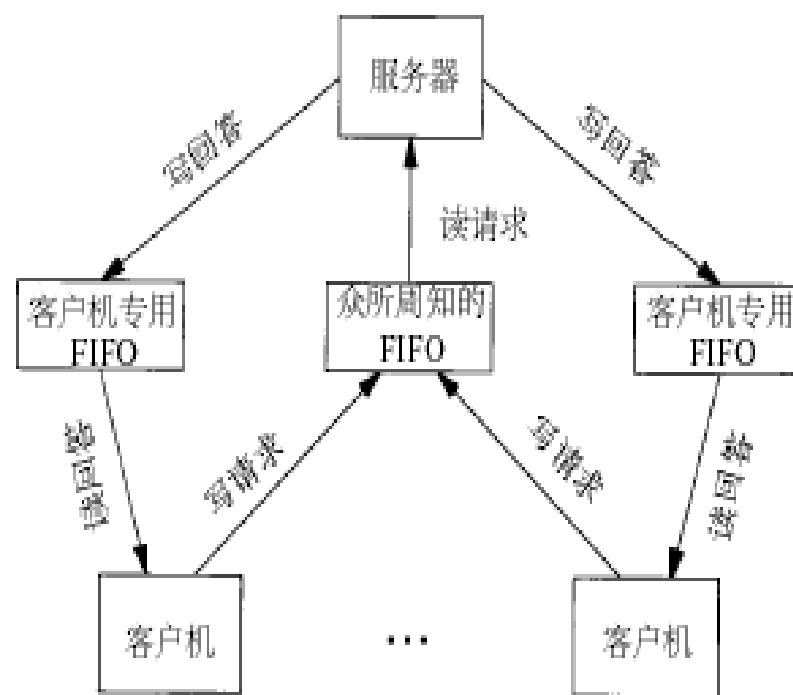 服务器
写回答
写回答
读请求
客户机专用
FIFO
众所周知的
FIFO
客户机专用
FIFO
读回答
写请求
写请求
读回答
客户机
...
客户机